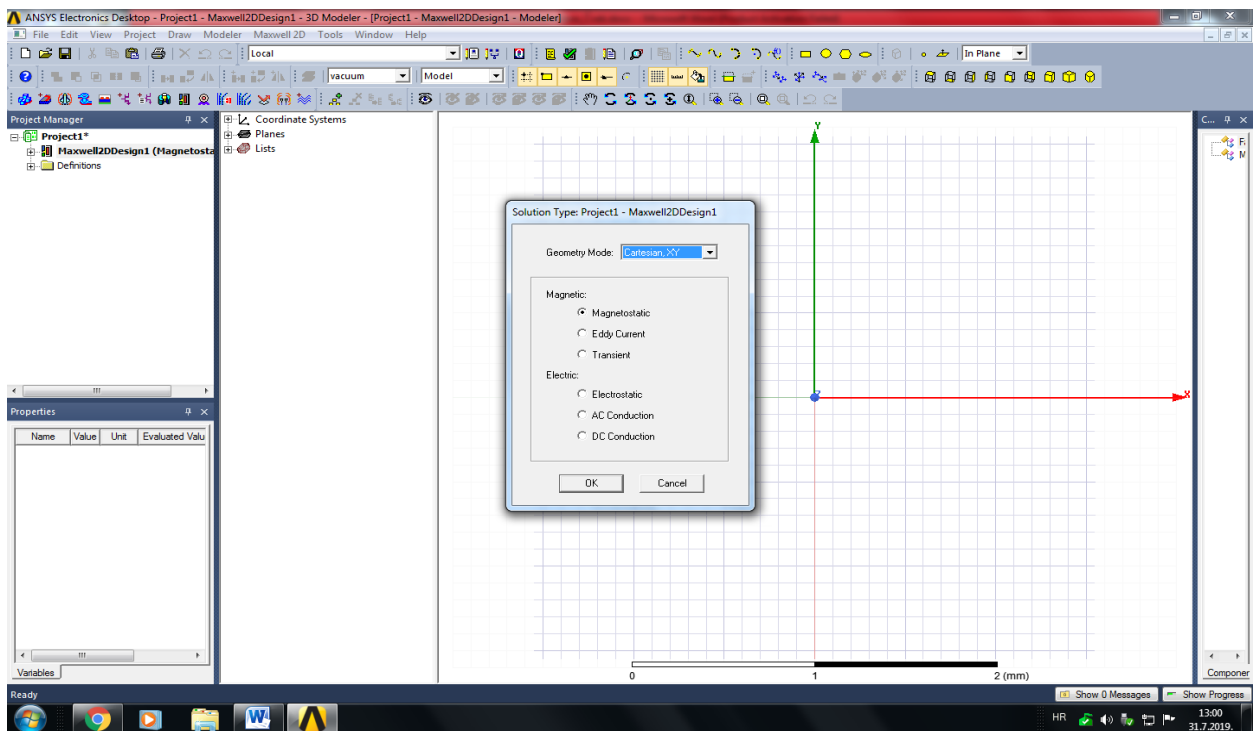 ANSYS Electronics Desktop - Project1 - Maxwell2DDesign1 - 3D Modeler - [Project1 - Maxwell2DDesign1 - Modeler]
File Edit View Project Draw Modeler Maxwell 2D Tools Window Help
Local
In Plane
vacuum
Model
Project Manager
Project1*
Maxwell2DDesign1 (Magnetosta
Definitions
Coordinate Systems
Planes
Lists
C...
Fa
M
Y
X
Solution Type: Project1 - Maxwell2DDesign1
Geometry Mode: Cartesian, XY
Magnetic:
Magnetostatic
Eddy Current
Transient
Electric:
Electrostatic
AC Conduction
DC Conduction
OK Cancel
Properties
Name Value Unit Evaluated Valu
Variables
0 1 2 (mm)
Componer
Ready
Show 0 Messages Show Progress
HR
13:00
31.7.2019.